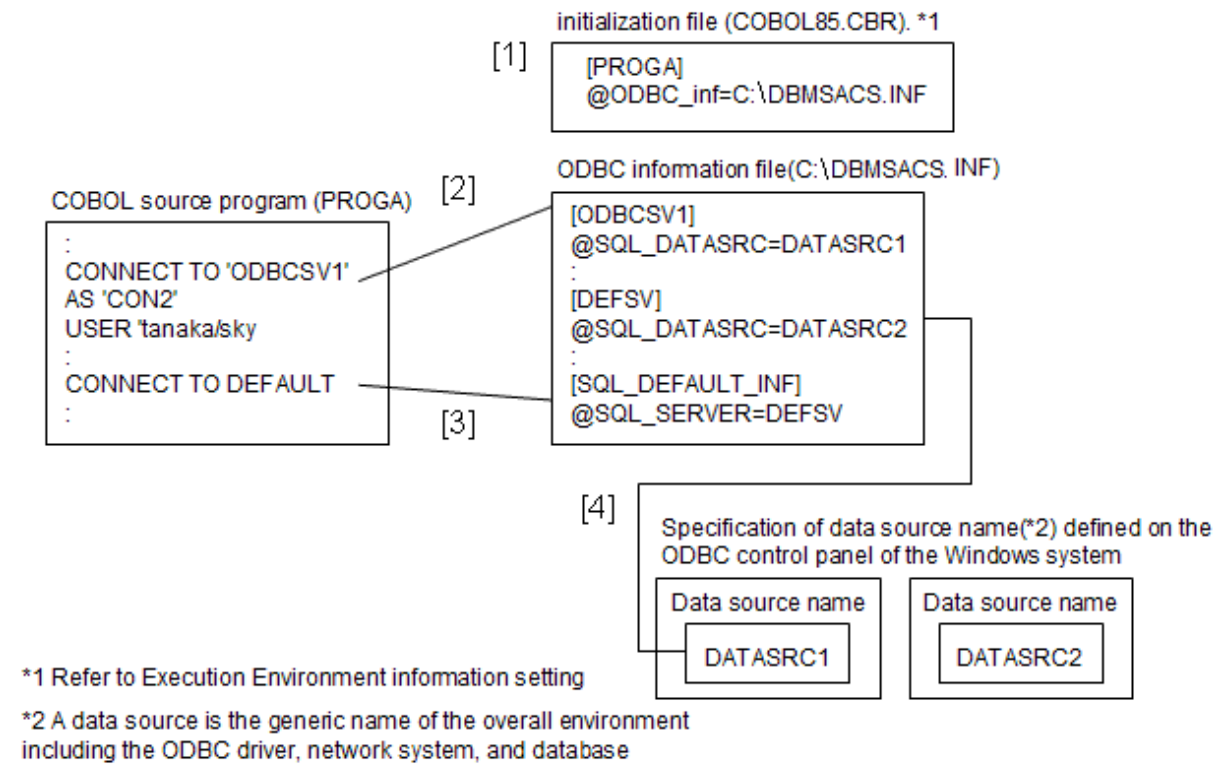 initialization file (COBOL85.CBR). *1
[1]
[PROGA]
@ODBC_inf=C:\DBMSACS.INF
ODBC information file(C:\DBMSACS. INF)
[2]
COBOL source program (PROGA)
:
CONNECT TO 'ODBCSV1'
AS 'CON2'
USER 'tanaka/sky
:
CONNECT TO DEFAULT
:
[ODBCSV1]
@SQL_DATASRC=DATASRC1
:
[DEFSV]
@SQL_DATASRC=DATASRC2
:
[SQL_DEFAULT_INF]
@SQL_SERVER=DEFSV
[3]
[4]
Specification of data source name(*2) defined on the
ODBC control panel of the Windows system
Data source name
DATASRC1
Data source name
DATASRC2
*1 Refer to Execution Environment information setting
*2 A data source is the generic name of the overall environment
including the ODBC driver, network system, and database